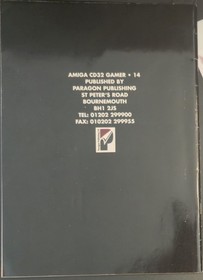 AMIGA CD32 GAMER • 14
PUBLISHED BY
PARAGON PUBLISHING
ST PETER'S ROAD
BOURNEMOUTH
BH1 2JS
TEL: 01202 299900
FAX: 010202 299955